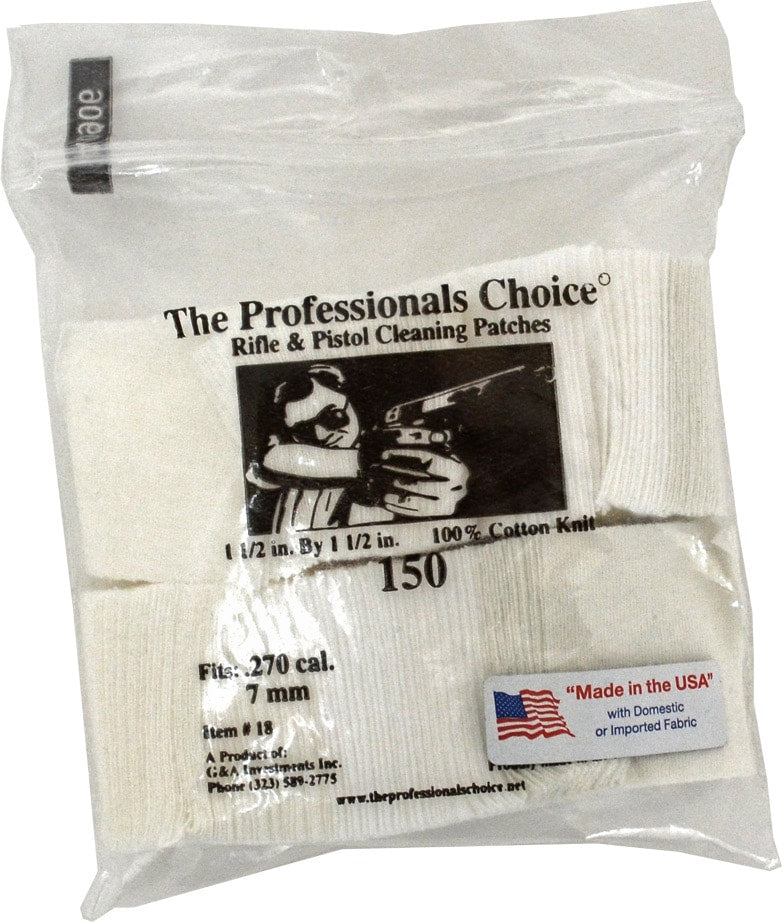 The Professionals Choice©
Rifle & Pistol Cleaning Patches
1 1/2 in. By 1 1/2 in. 100% Cotton Knit
150
Fits: .270 cal.
7 mm
Item # 18
A Product of:
G&A Investments Inc.
Phone (323) 589-2775
www.theprofessionalschoice.net
"Made in the USA"
with Domestic
or Imported Fabric